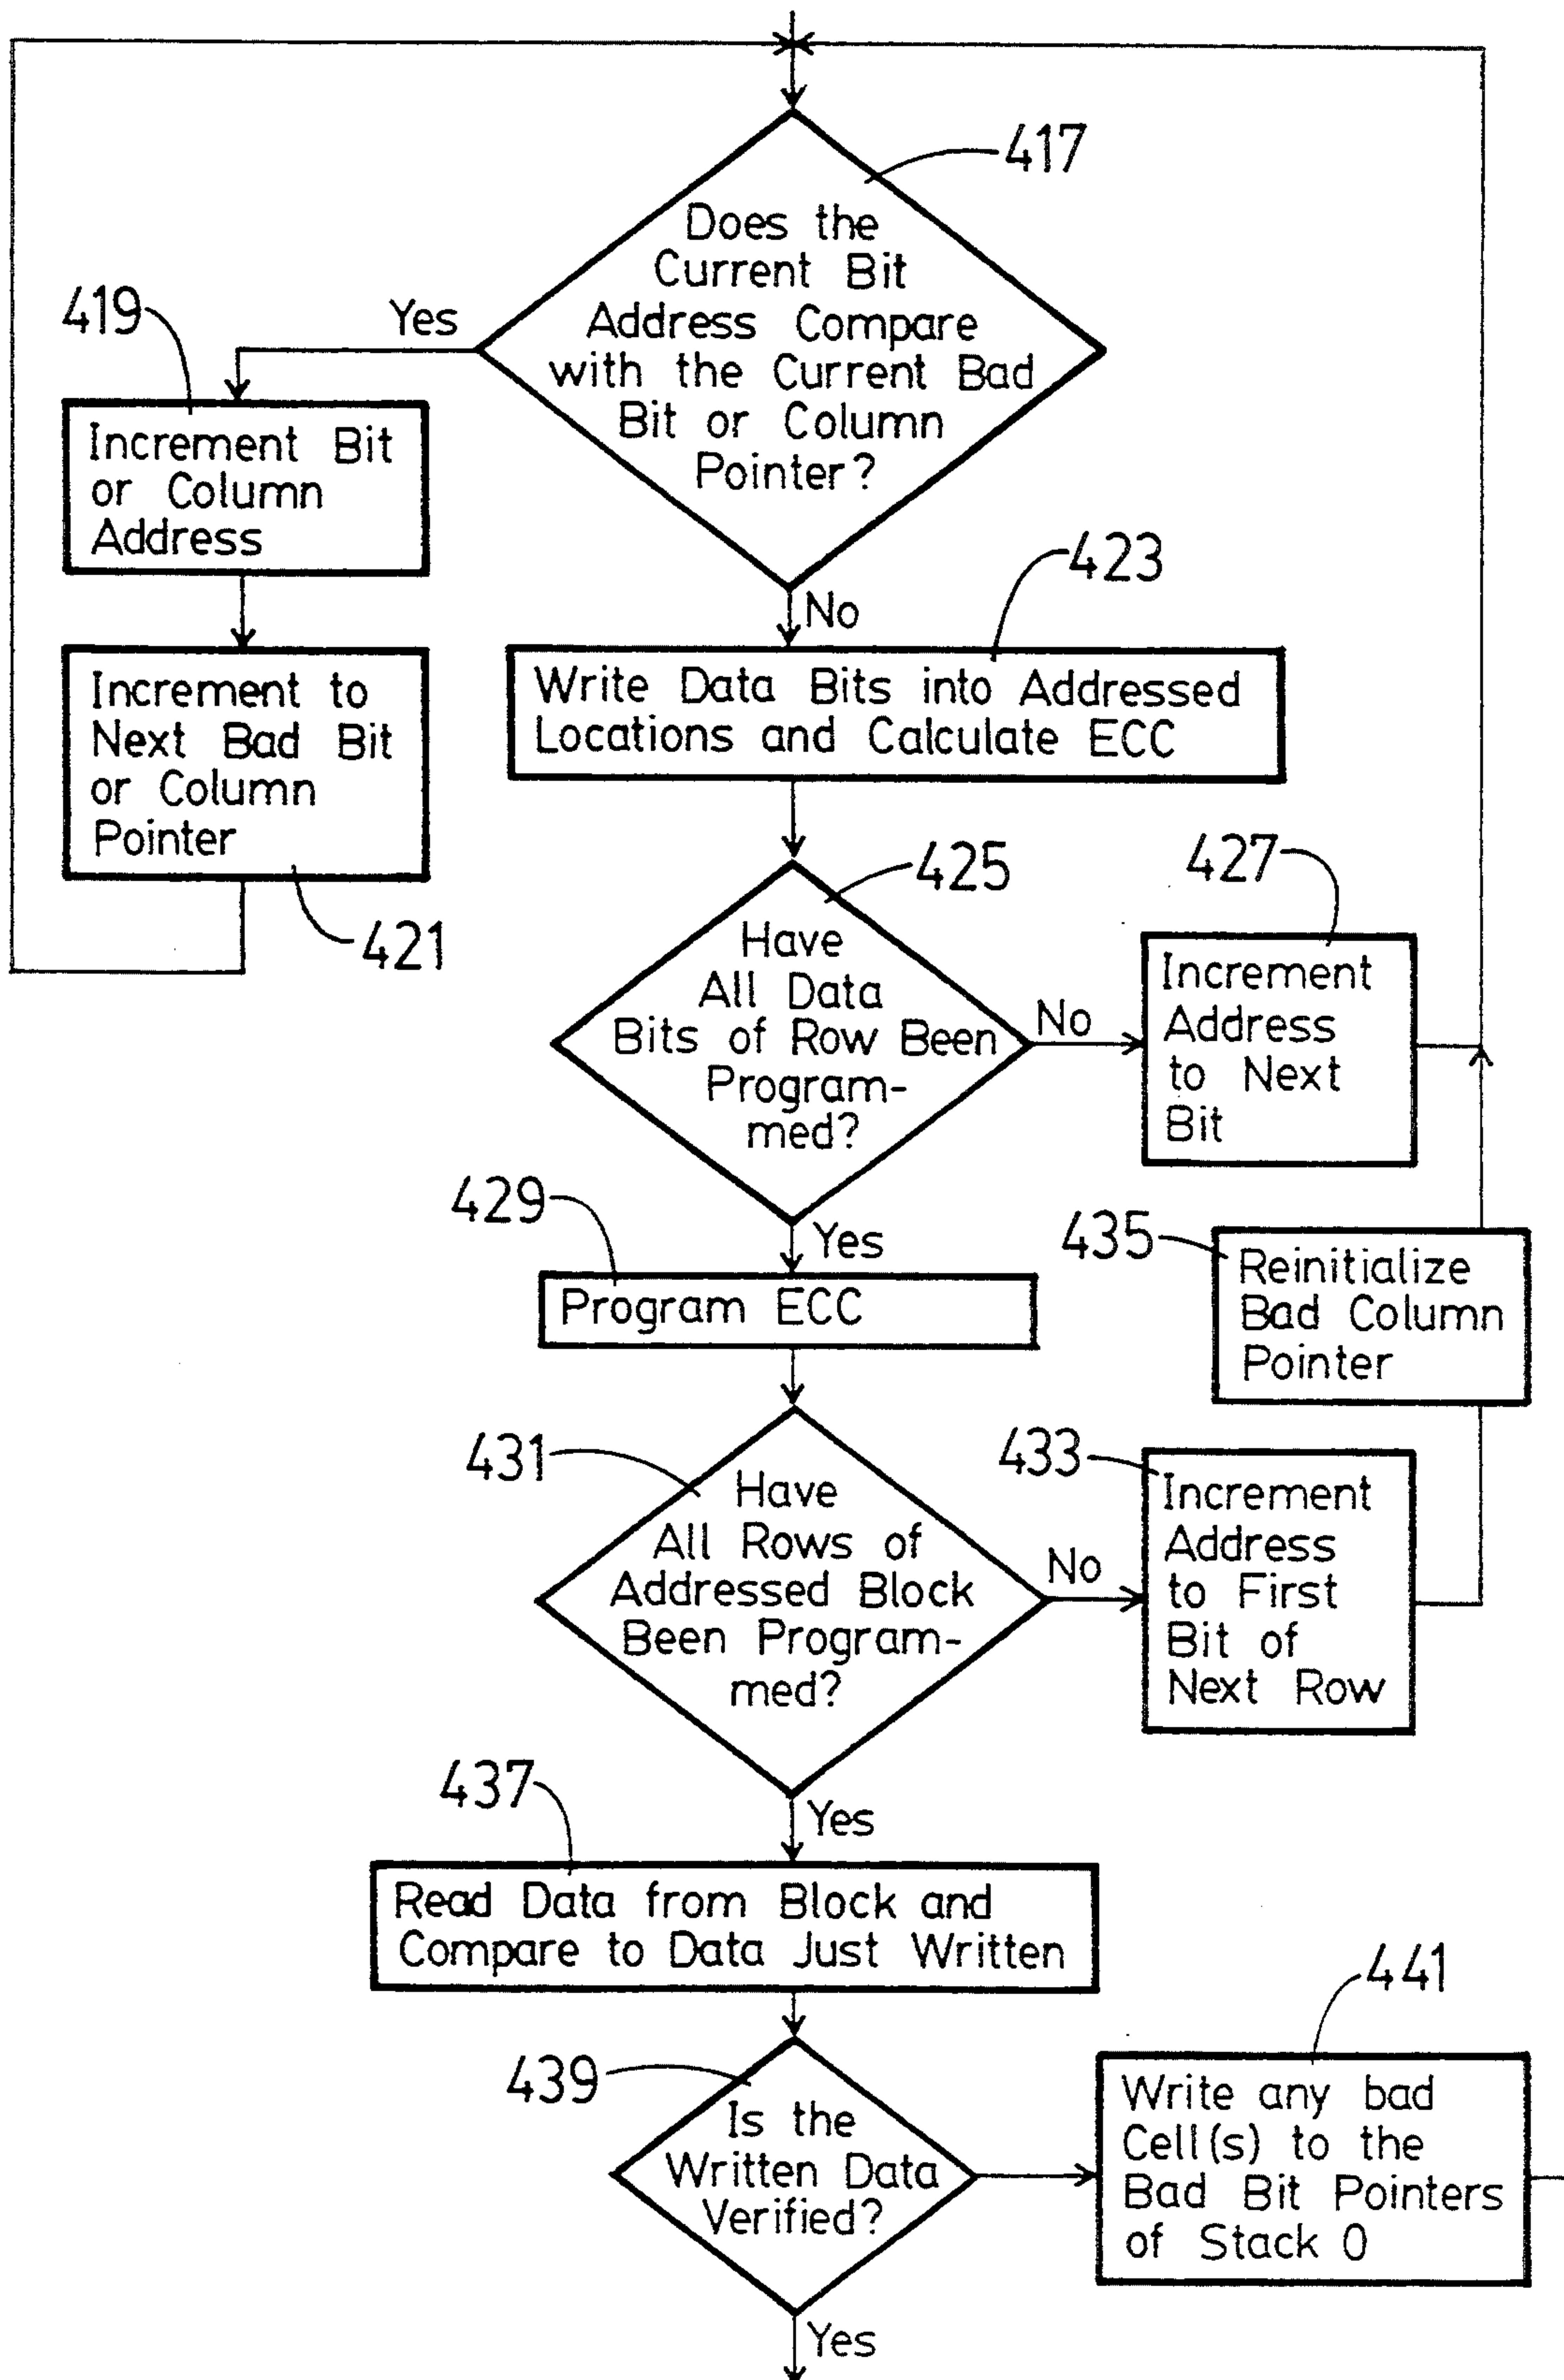 417
Does the
Current Bit
Address Compare
with the Current Bad
Bit or Column
Pointer?
Yes
419
Increment Bit
or Column
Address
No
423
Increment to
Next Bad Bit
or Column
Pointer
421
Write Data Bits into Addressed
Locations and Calculate ECC
425
Have
All Data
Bits of Row Been
Program-
med?
No
427
Increment
Address
to Next
Bit
Yes
429
Program ECC
435
Reinitialize
Bad Column
Pointer
431
Have
All Rows of
Addressed Block
Been Program-
med?
No
433
Increment
Address
to First
Bit of
Next Row
Yes
437
Read Data from Block and
Compare to Data Just Written
439
Is the
Written Data
Verified?
441
Write any bad
Cell(s) to the
Bad Bit Pointers
of Stack 0
Yes